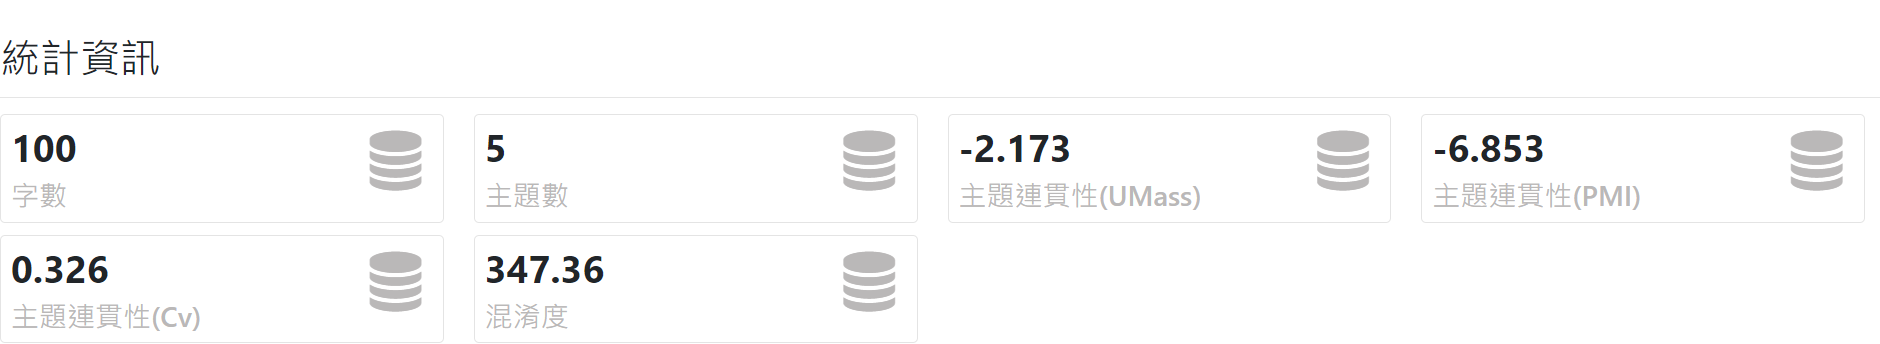 統計資訊
100
字數
5
主題數
-2.173
主題連貫性(UMass)
-6.853
主題連貫性(PMI)
0.326
主題連貫性(Cv)
347.36
混淆度